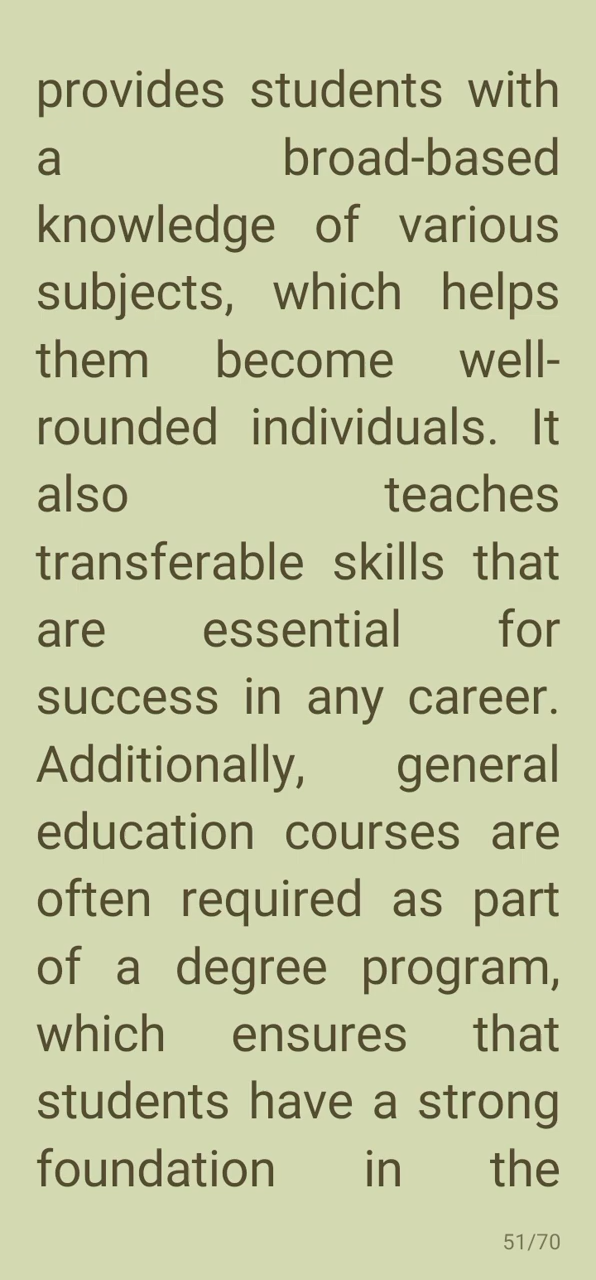 provides students with
a broad-based
knowledge of various
subjects, which helps
them become well-
rounded individuals. It
also teaches
transferable skills that
are essential for
success in any career.
Additionally, general
education courses are
often required as part
of a degree program,
which ensures that
students have a strong
foundation in the
51/70